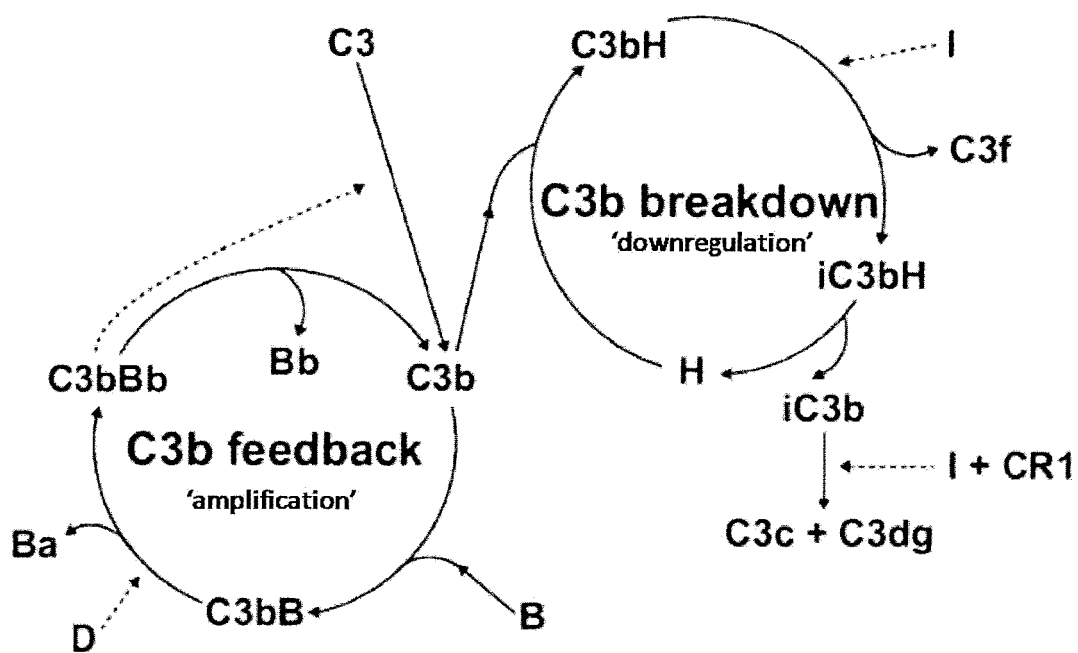 C3
C3bH
I
C3f
C3b breakdown
'downregulation'
iC3bH
C3bBb
Bb
C3b
H
iC3b
C3b feedback
'amplification'
I + CR1
C3c + C3dg
Ba
C3bB
B
D